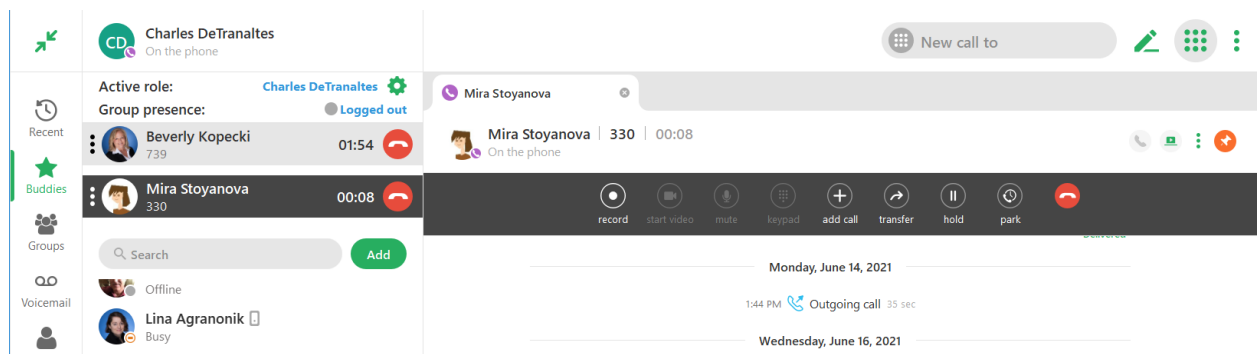 CD
Charles DeTranaltes
On the phone
New call to
Recent
Buddies
Groups
Voicemail
Active role: Charles DeTranaltes
Group presence: Logged out
Beverly Kopecki
739
01:54
Mira Stoyanova
330
00:08
Search
Add
Offline
Lina Agranonik
Busy
Mira Stoyanova
Mira Stoyanova 330 00:08
On the phone
record start video mute keypad add call transfer hold park
Delivered
Monday, June 14, 2021
1:44 PM Outgoing call 35 sec
Wednesday, June 16, 2021